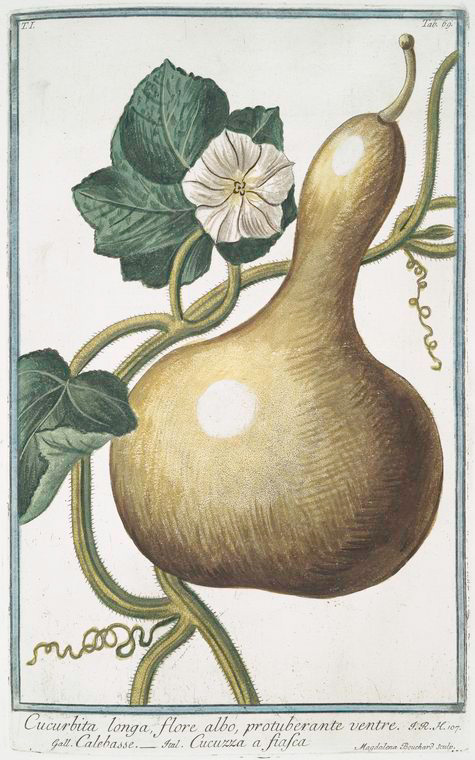 T.I.
Tab. 69.
Cucurbita longa, flore albo, protuberante ventre. I.R.H. 107.
Gall. Calebasse. — Ital. Cucuzza a fiasca
Magdalena Bouchard sculp.